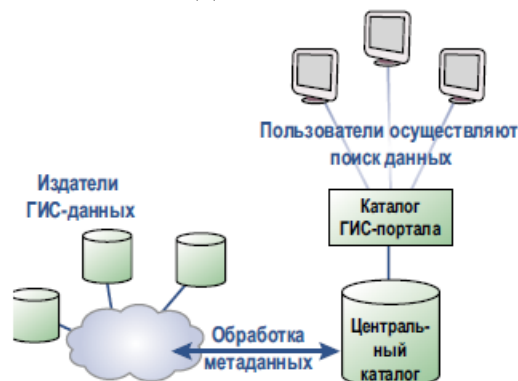 Пользователи осуществляют
поиск данных
Издатели
ГИС-данных
Каталог
ГИС-портала
Обработка
метаданных
Централь-
ный
каталог